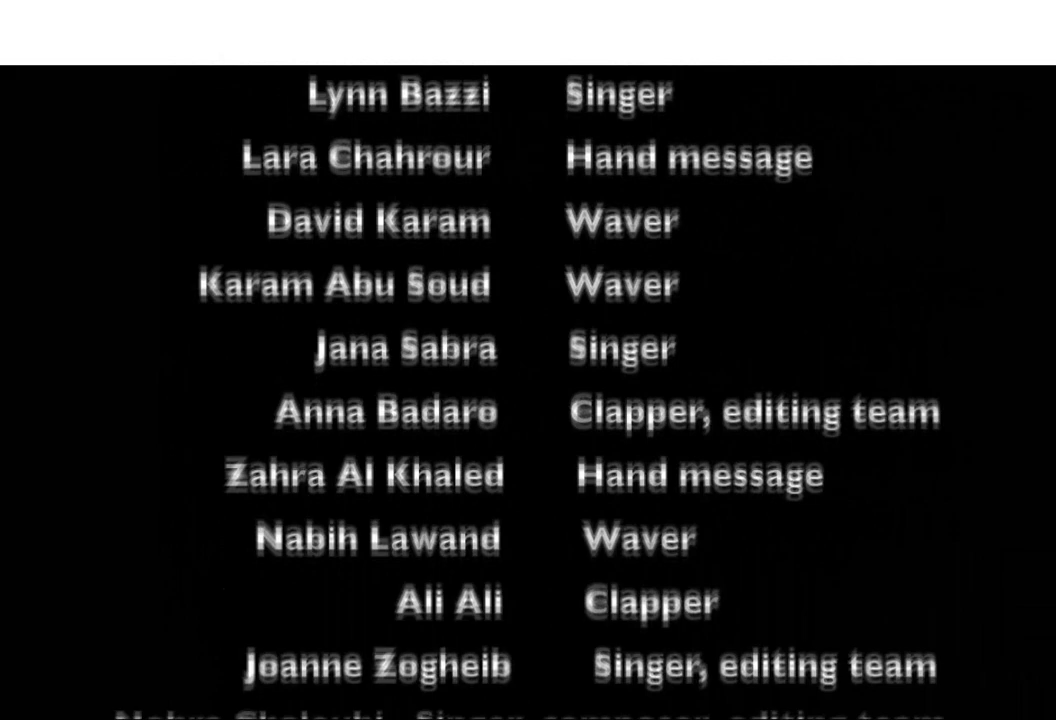 Lynn Bazzi Singer
Lara Chahrour Hand message
David Karam Waver
Karam Abu Soud Waver
Jana Sabra Singer
Anna Badaro Clapper, editing team
Zahra Al Khaled Hand message
Nabih Lawand Waver
Ali Ali Clapper
Joanne Zogheib Singer, editing team